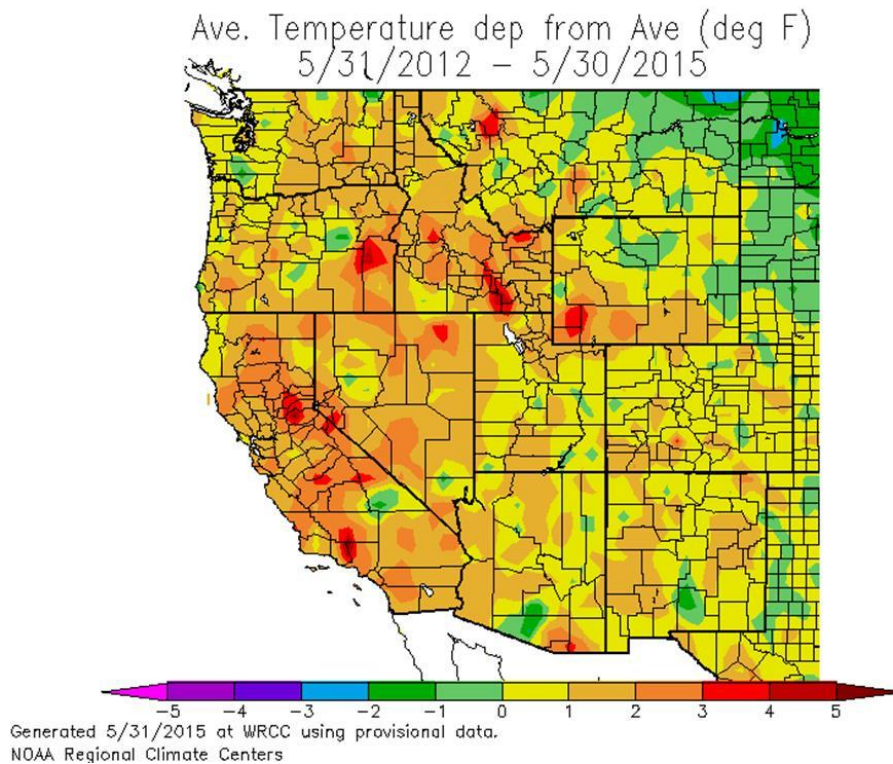 Ave. Temperature dep from Ave (deg F)
5/31/2012 – 5/30/2015
-5 -4 -3 -2 -1 0 1 2 3 4 5
Generated 5/31/2015 at WRCC using provisional data.
NOAA Regional Climate Centers